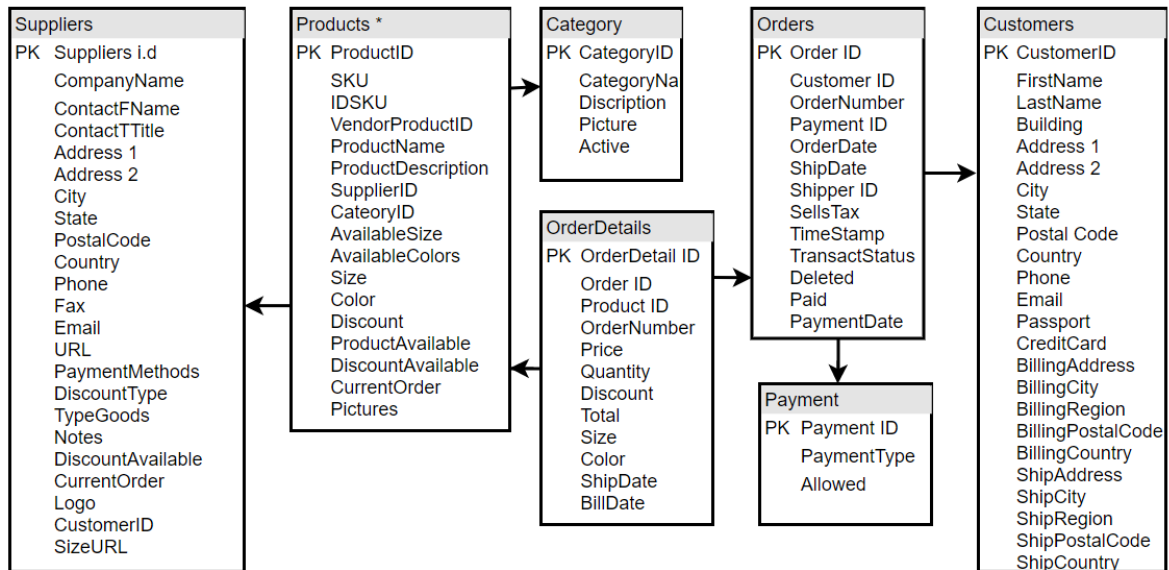 Suppliers
PK Suppliers i.d
CompanyName
ContactFName
ContactTTitle
Address 1
Address 2
City
State
PostalCode
Country
Phone
Fax
Email
URL
PaymentMethods
DiscountType
TypeGoods
Notes
DiscountAvailable
CurrentOrder
Logo
CustomerID
SizeURL
Products *
PK ProductID
SKU
IDSKU
VendorProductID
ProductName
ProductDescription
SupplierID
CateoryID
AvailableSize
AvailableColors
Size
Color
Discount
ProductAvailable
DiscountAvailable
CurrentOrder
Pictures
Category
PK CategoryID
CategoryNa
Discription
Picture
Active
OrderDetails
PK OrderDetail ID
Order ID
Product ID
OrderNumber
Price
Quantity
Discount
Total
Size
Color
ShipDate
BillDate
Orders
PK Order ID
Customer ID
OrderNumber
Payment ID
OrderDate
ShipDate
Shipper ID
SellsTax
TimeStamp
TransactStatus
Deleted
Paid
PaymentDate
Payment
PK Payment ID
PaymentType
Allowed
Customers
PK CustomerID
FirstName
LastName
Building
Address 1
Address 2
City
State
Postal Code
Country
Phone
Email
Passport
CreditCard
BillingAddress
BillingCity
BillingRegion
BillingPostalCode
BillingCountry
ShipAddress
ShipCity
ShipRegion
ShipPostalCode
ShipCountry